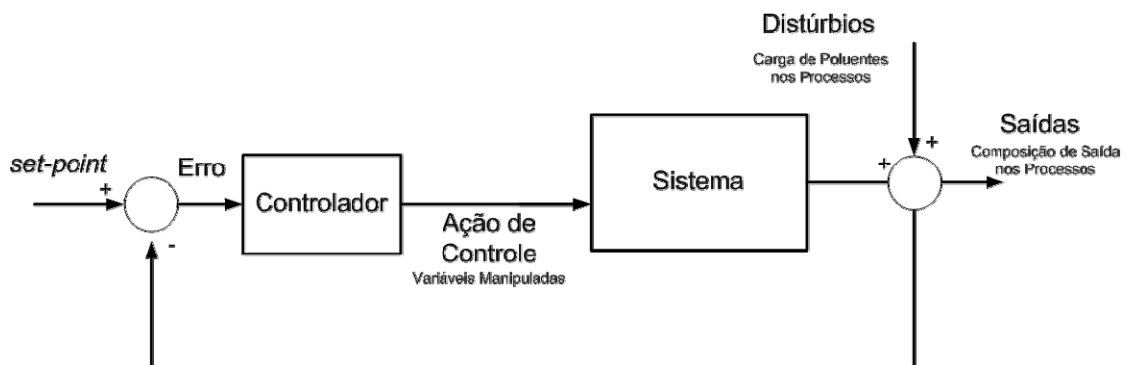 Distúrbios
Carga de Poluentes
nos Processos
set-point
+
-
Erro
Controlador
Ação de
Controle
Variáveis Manipuladas
Sistema
+
+
Saídas
Composição de Saída
nos Processos